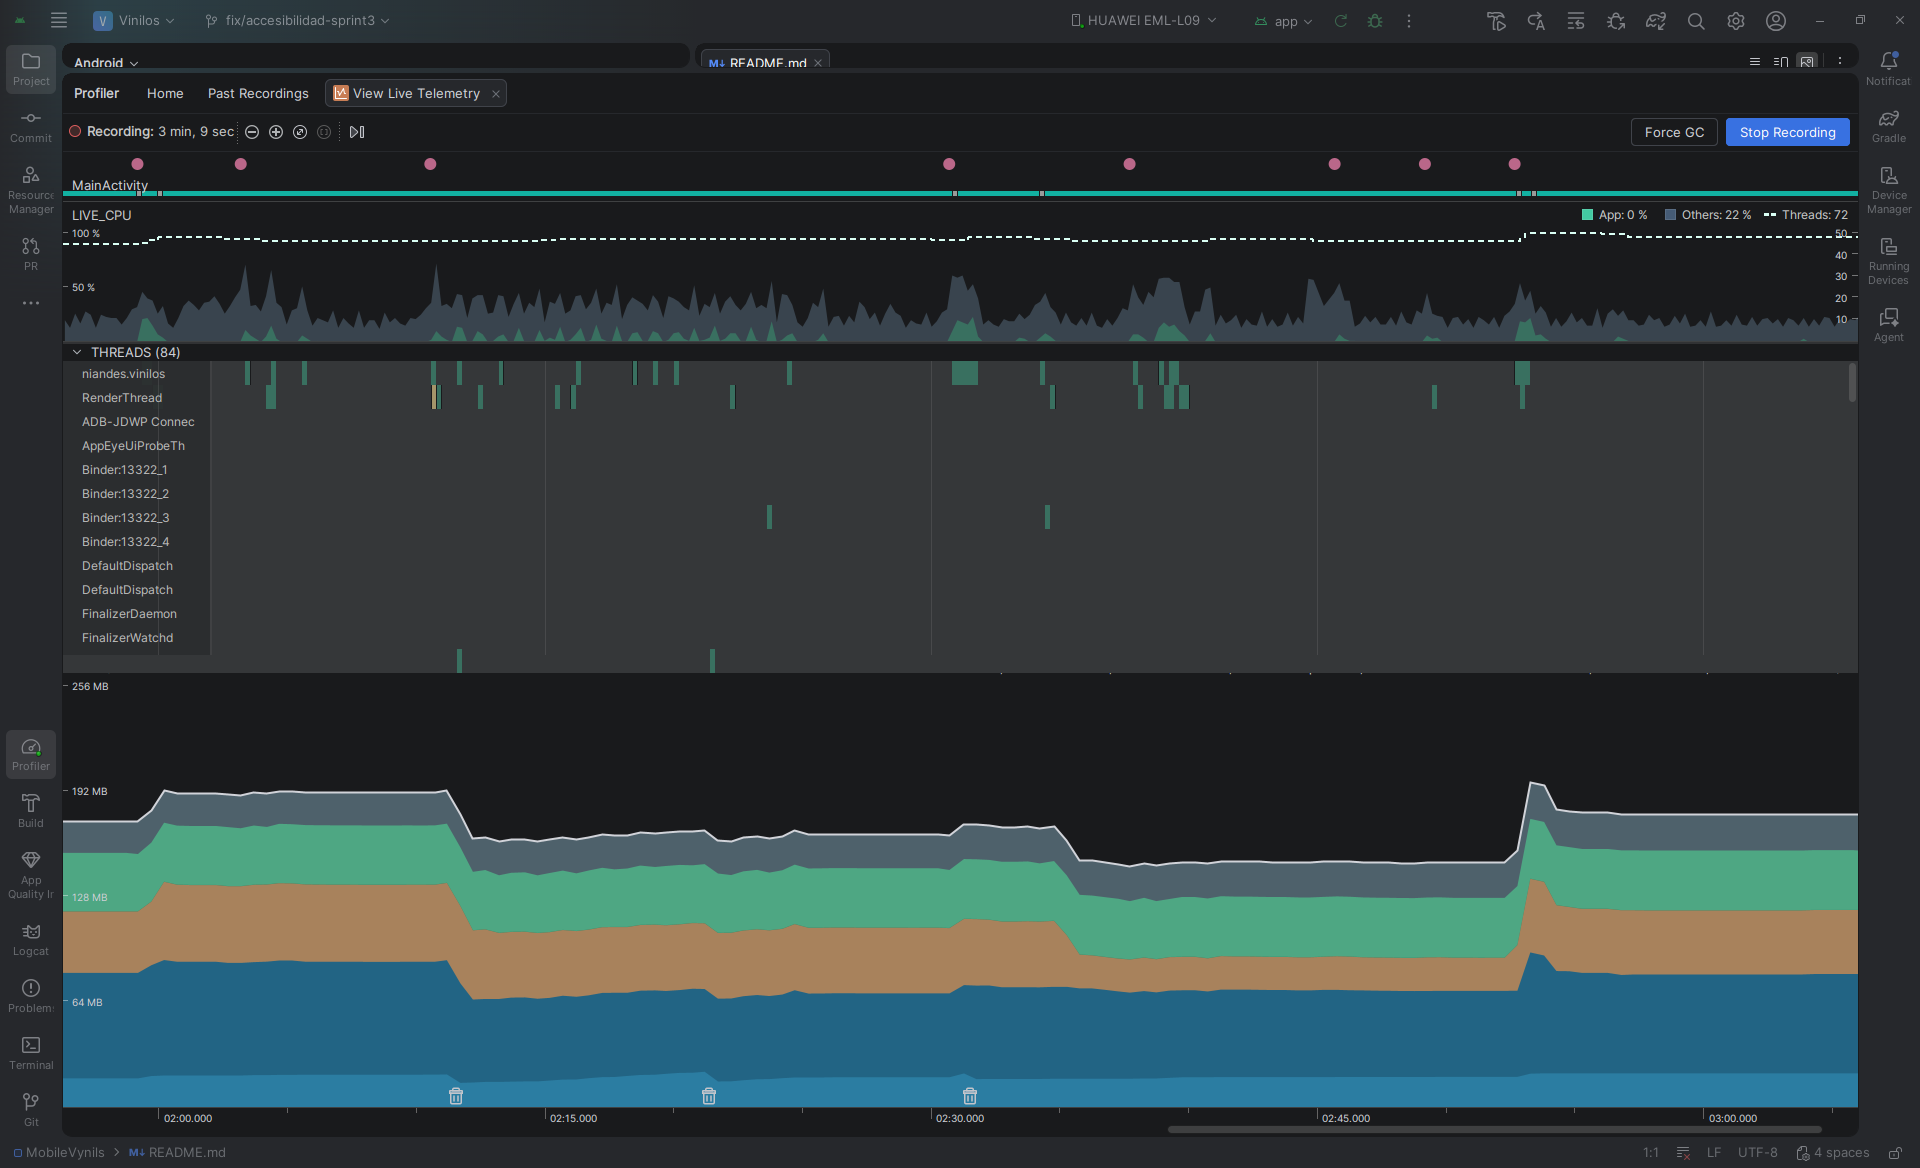 V Vinilos fix/accesibilidad-sprint3 HUAWEI EML-L09 app
Project
Commit
Resource
Manager
PR
Profiler
Build
App
Quality In
Logcat
Problems
Terminal
Git
Android
M↓ README.md
Profiler Home Past Recordings View Live Telemetry
Recording: 3 min, 9 sec Force GC Stop Recording
MainActivity
LIVE_CPU App: 0 % Others: 22 % Threads: 72
100 % 50
40
50 % 30
20
10
THREADS (84)
niandes.vinilos
RenderThread
ADB-JDWP Connec
AppEyeUiProbeTh
Binder:13322_1
Binder:13322_2
Binder:13322_3
Binder:13322_4
DefaultDispatch
DefaultDispatch
FinalizerDaemon
FinalizerWatchd
256 MB
192 MB
128 MB
64 MB
02:00.000 02:15.000 02:30.000 02:45.000 03:00.000
Notificat
Gradle
Device
Manager
Running
Devices
Agent
MobileVynils M↓ README.md 1:1 LF UTF-8 4 spaces